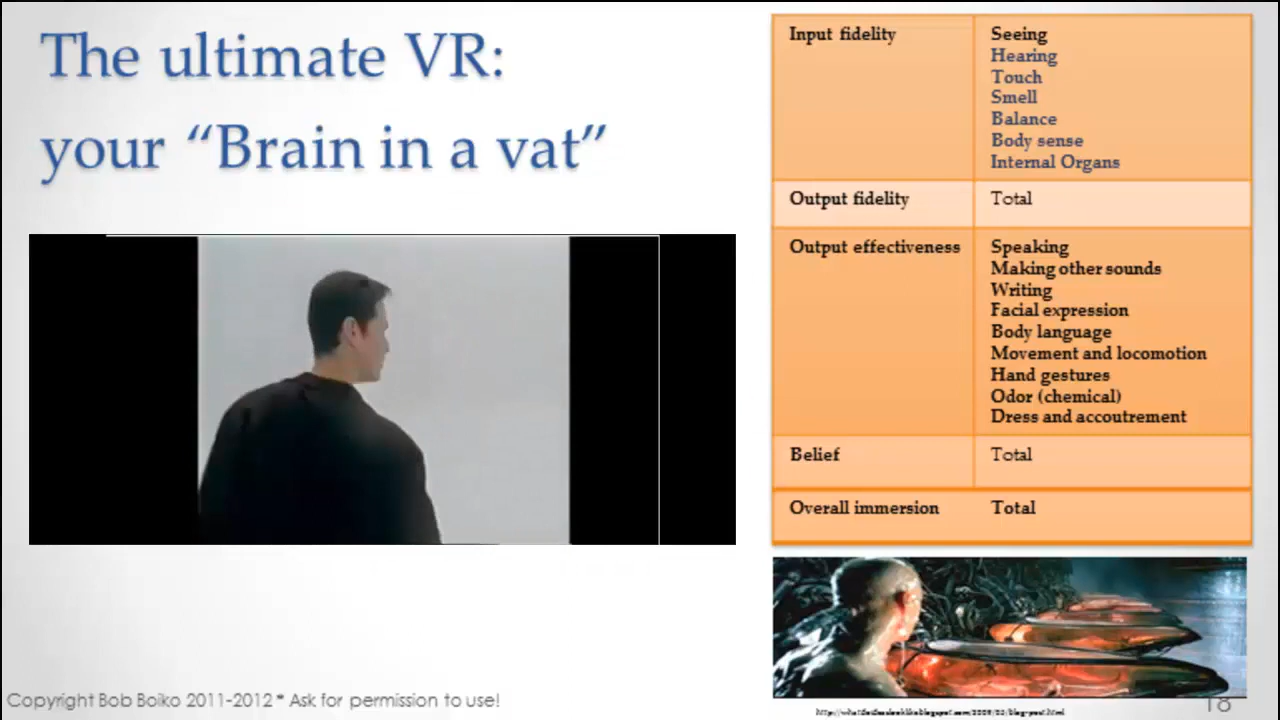 The ultimate VR:
your “Brain in a vat”
Input fidelity
Seeing
Hearing
Touch
Smell
Balance
Body sense
Internal Organs
Output fidelity
Total
Output effectiveness
Speaking
Making other sounds
Writing
Facial expression
Body language
Movement and locomotion
Hand gestures
Odor (chemical)
Dress and accoutrement
Belief
Total
Overall immersion
Total
Copyright Bob Boiko 2011-2012 * Ask for permission to use!
18